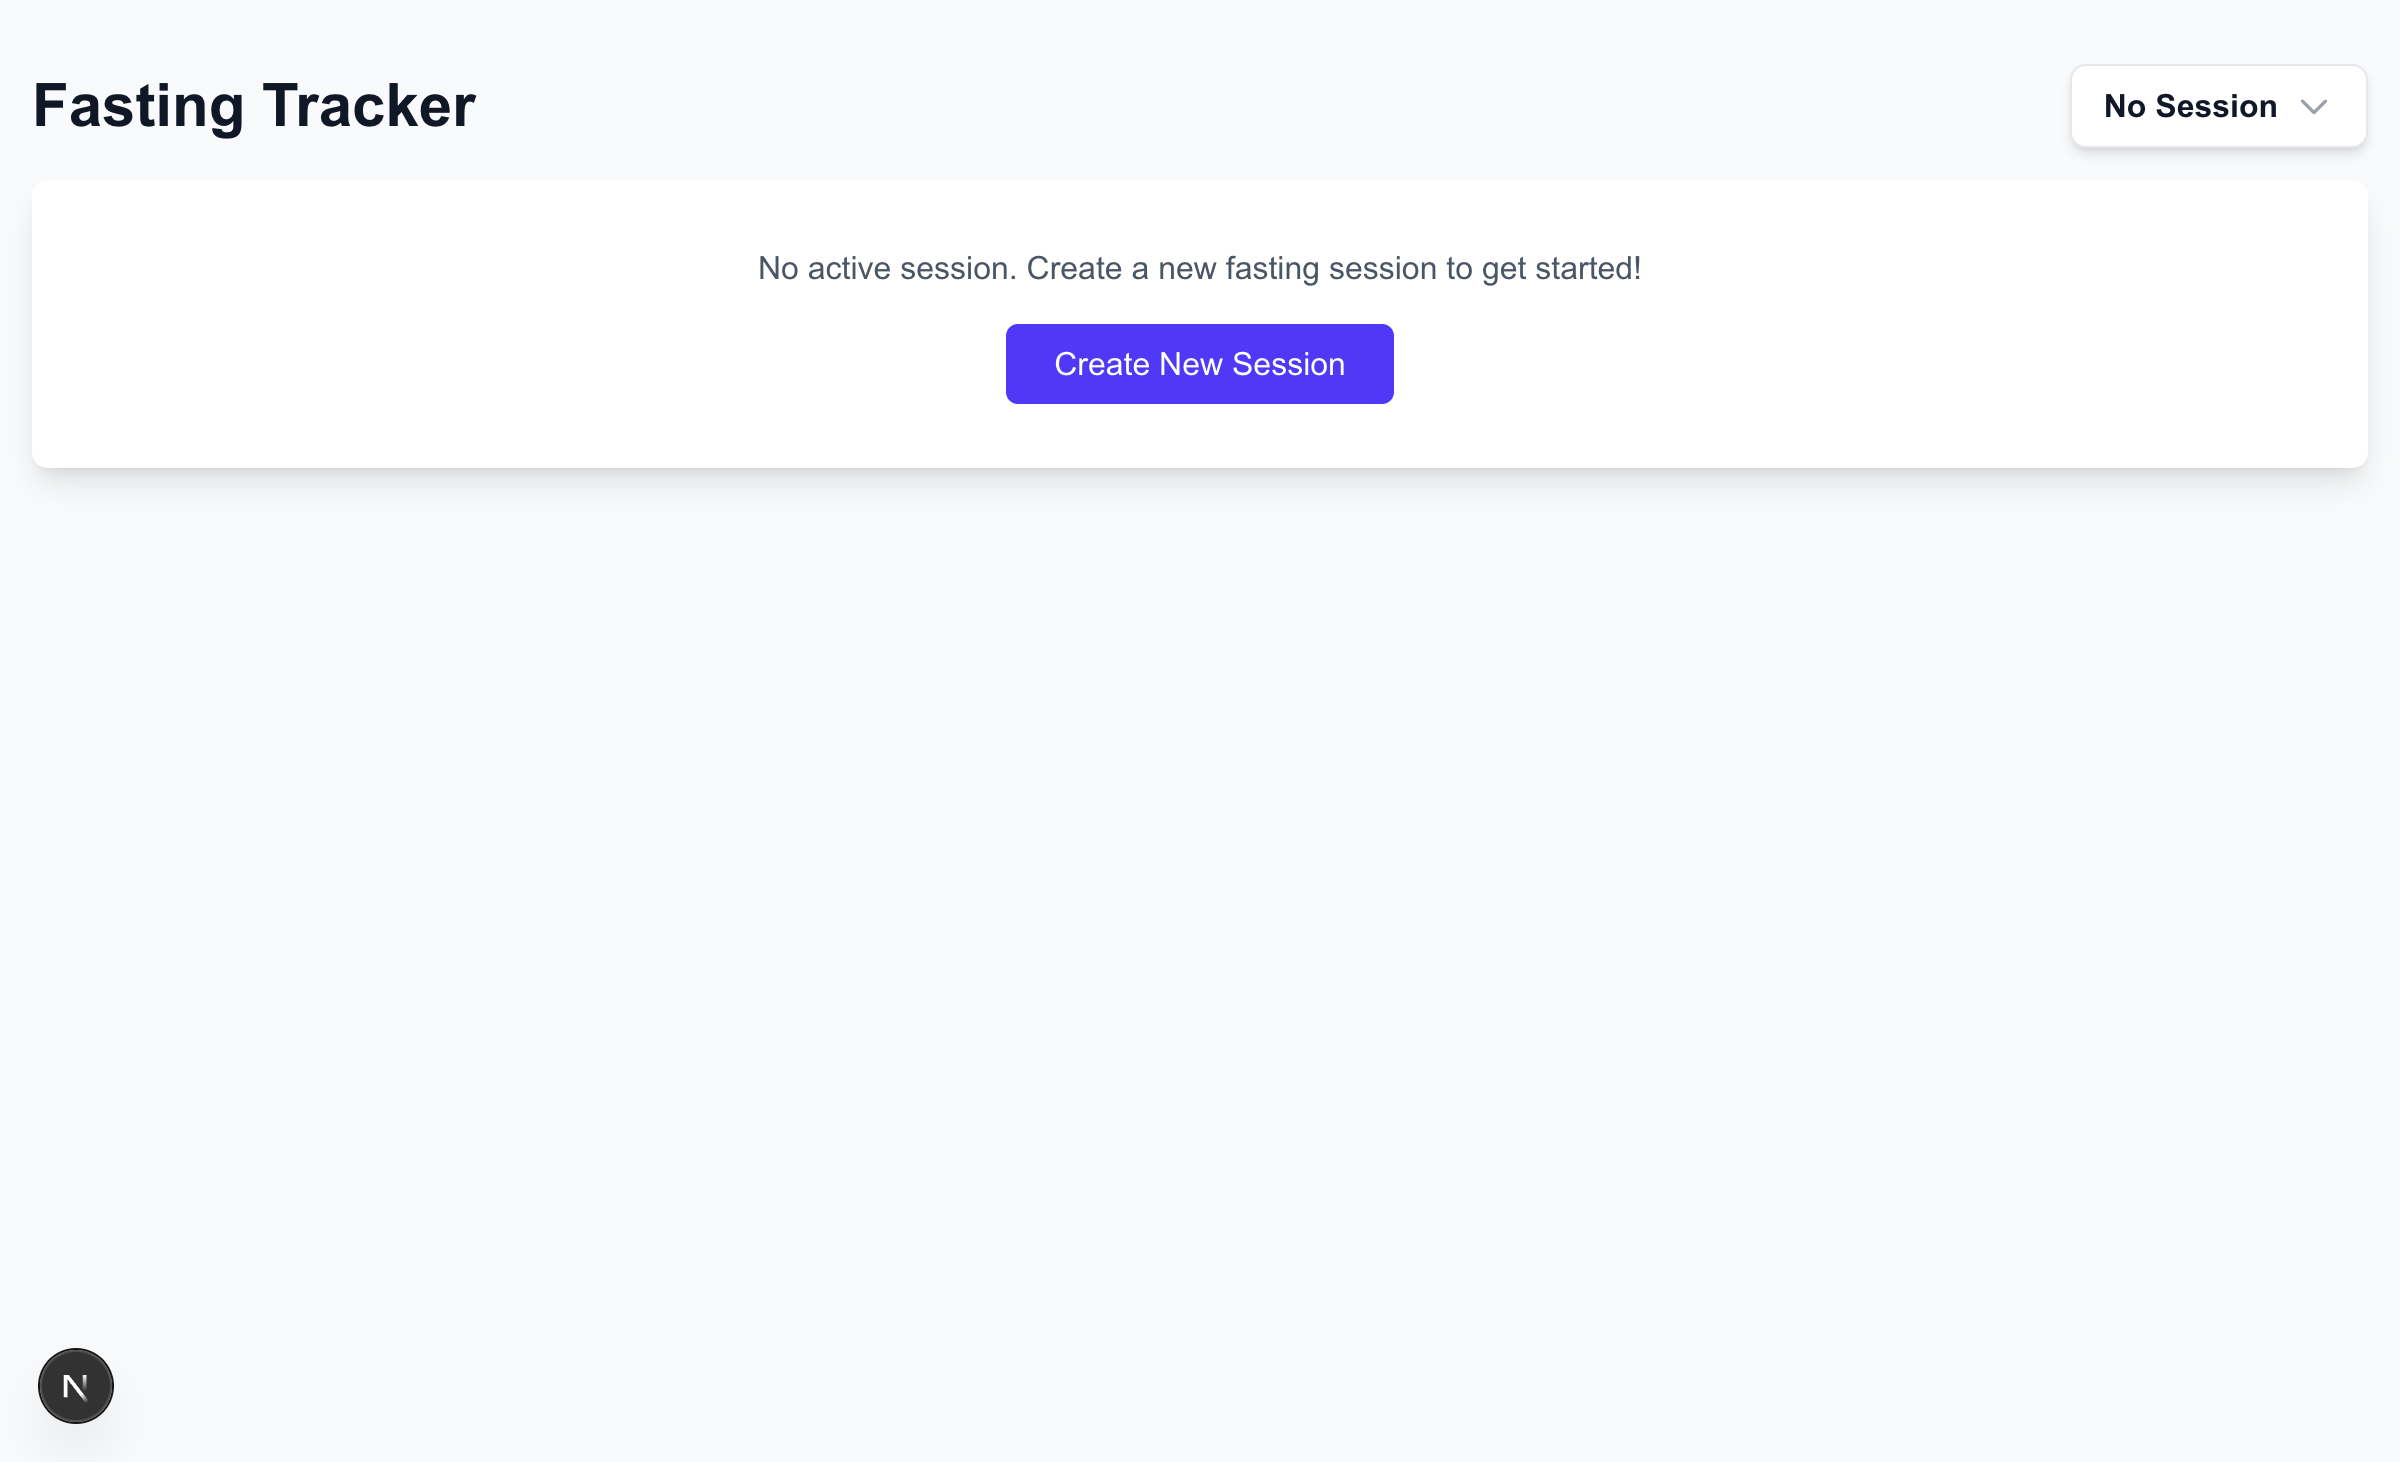 Fasting Tracker
No Session
No active session. Create a new fasting session to get started!
Create New Session
N